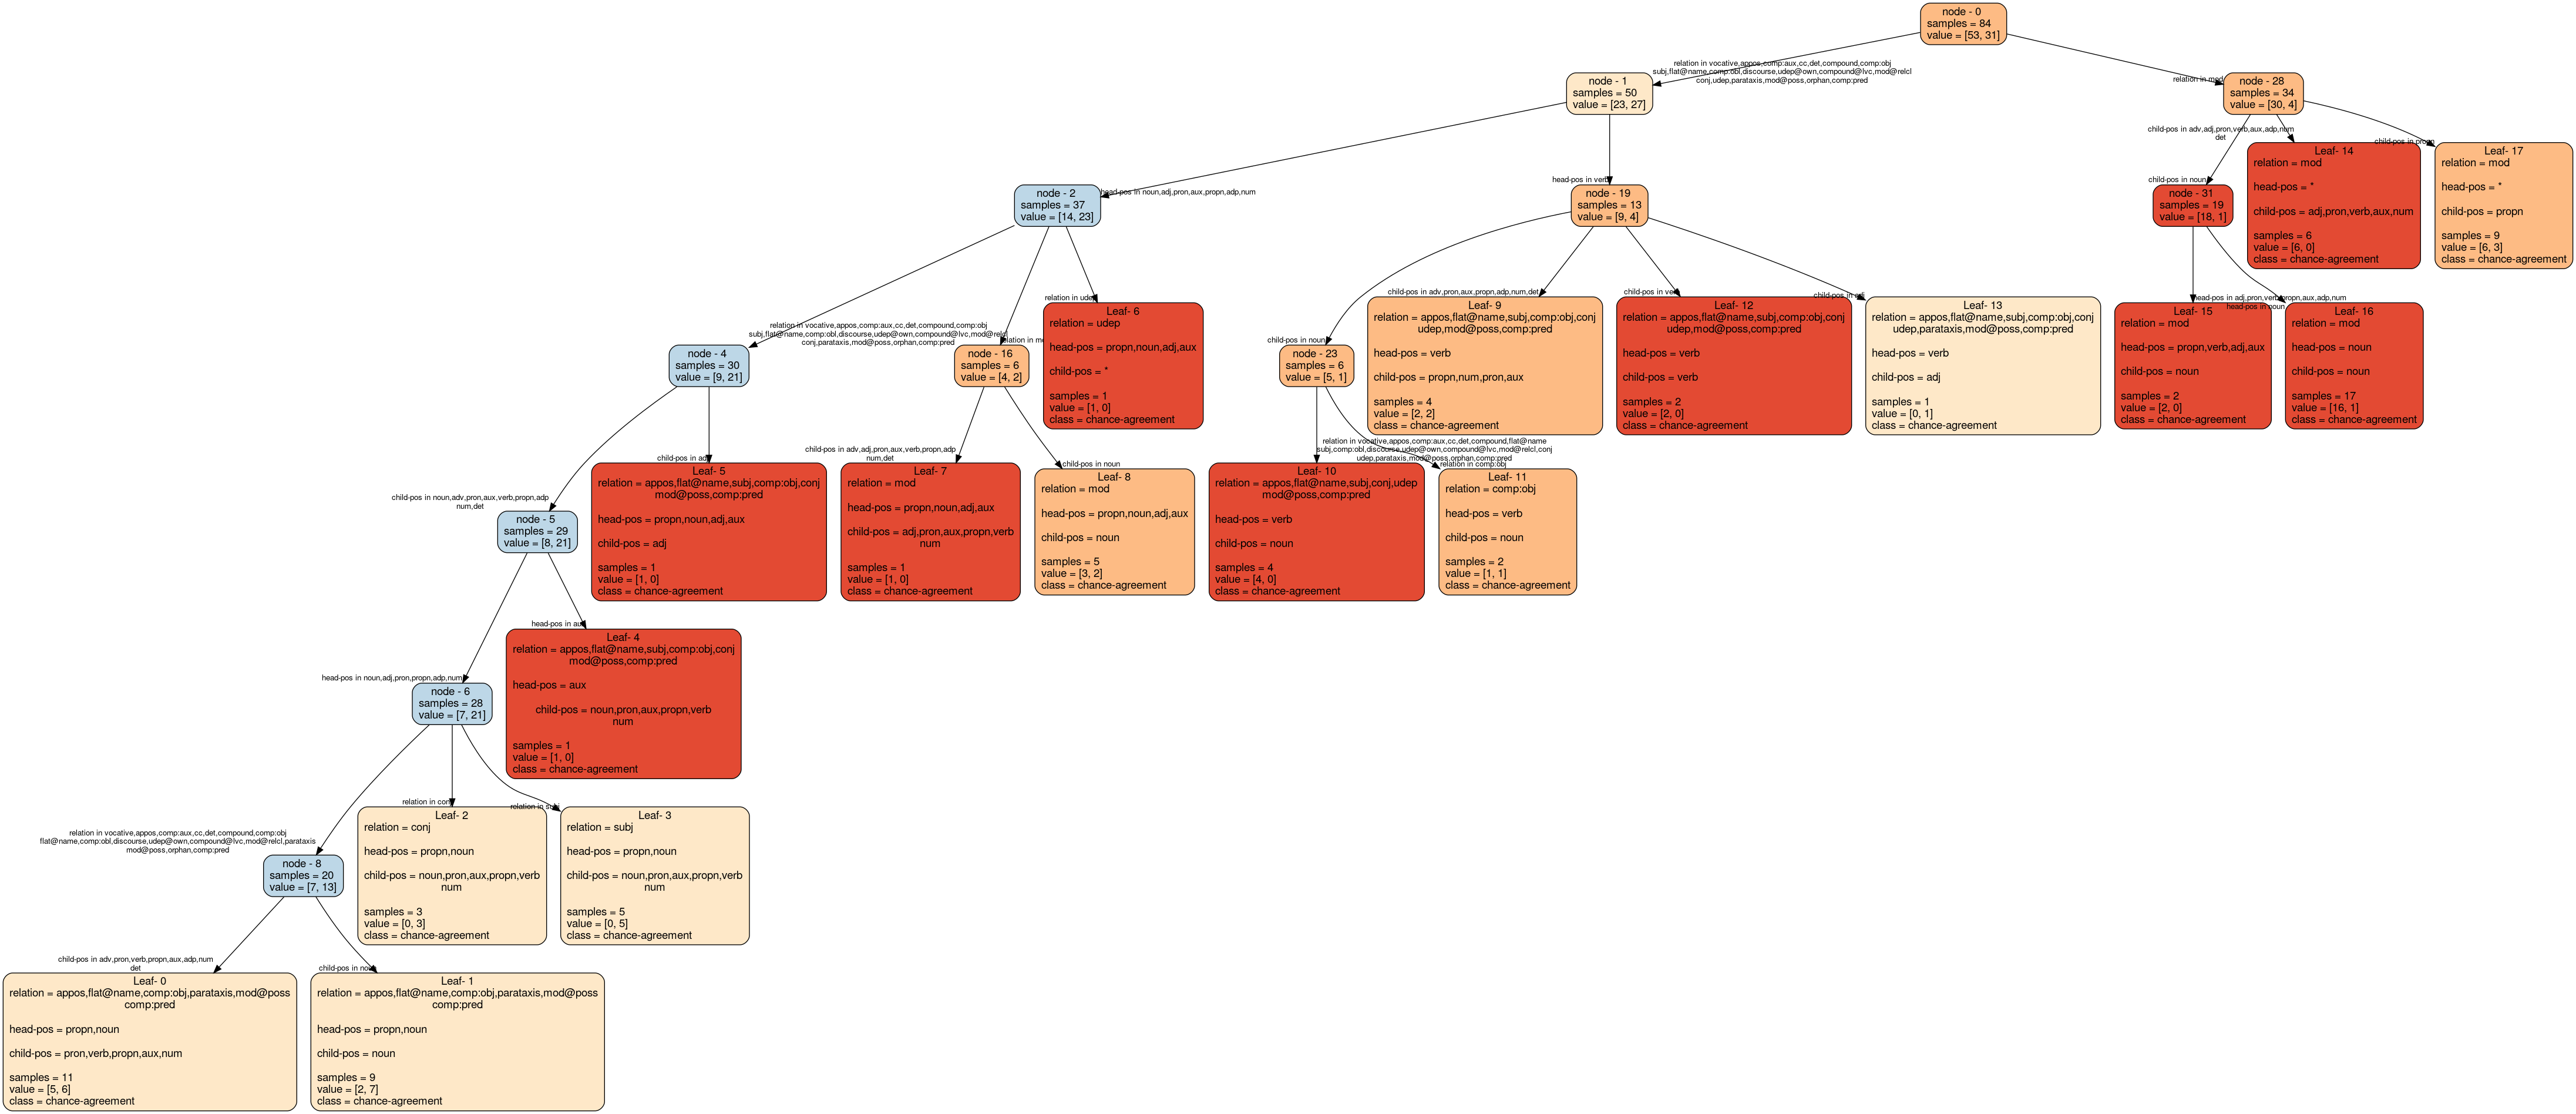 node - 0
samples = 84
value = [53, 31]
relation in vocative,appos,comp:aux,cc,det,compound,comp:obj
subj,flat@name,comp:obl,discourse,udep@own,compound@lvc,mod@relcl
conj,udep,parataxis,mod@poss,orphan,comp:pred
node - 1
samples = 50
value = [23, 27]
relation in mod
node - 28
samples = 34
value = [30, 4]
head-pos in noun,adj,pron,aux,propn,adp,num
node - 2
samples = 37
value = [14, 23]
head-pos in verb
node - 19
samples = 13
value = [9, 4]
child-pos in adv,adj,pron,verb,aux,adp,num
det
child-pos in noun
node - 31
samples = 19
value = [18, 1]
Leaf- 14
relation = mod
head-pos = *
child-pos = adj,pron,verb,aux,num
samples = 6
value = [6, 0]
class = chance-agreement
child-pos in propn
Leaf- 17
relation = mod
head-pos = *
child-pos = propn
samples = 9
value = [6, 3]
class = chance-agreement
relation in vocative,appos,comp:aux,cc,det,compound,comp:obj
subj,flat@name,comp:obl,discourse,udep@own,compound@lvc,mod@relcl
conj,parataxis,mod@poss,orphan,comp:pred
node - 4
samples = 30
value = [9, 21]
relation in mod
node - 16
samples = 6
value = [4, 2]
relation in udep
Leaf- 6
relation = udep
head-pos = propn,noun,adj,aux
child-pos = *
samples = 1
value = [1, 0]
class = chance-agreement
child-pos in noun
node - 23
samples = 6
value = [5, 1]
child-pos in adv,pron,aux,propn,adp,num,det
Leaf- 9
relation = appos,flat@name,subj,comp:obj,conj
udep,mod@poss,comp:pred
head-pos = verb
child-pos = propn,num,pron,aux
samples = 4
value = [2, 2]
class = chance-agreement
child-pos in verb
Leaf- 12
relation = appos,flat@name,subj,comp:obj,conj
udep,mod@poss,comp:pred
head-pos = verb
child-pos = verb
samples = 2
value = [2, 0]
class = chance-agreement
child-pos in adj
Leaf- 13
relation = appos,flat@name,subj,comp:obj,conj
udep,parataxis,mod@poss,comp:pred
head-pos = verb
child-pos = adj
samples = 1
value = [0, 1]
class = chance-agreement
head-pos in adj,pron,verb,propn,aux,adp,num
Leaf- 15
relation = mod
head-pos = propn,verb,adj,aux
child-pos = noun
samples = 2
value = [2, 0]
class = chance-agreement
head-pos in noun
Leaf- 16
relation = mod
head-pos = noun
child-pos = noun
samples = 17
value = [16, 1]
class = chance-agreement
child-pos in noun,adv,pron,aux,verb,propn,adp
num,det
node - 5
samples = 29
value = [8, 21]
child-pos in adj
Leaf- 5
relation = appos,flat@name,subj,comp:obj,conj
mod@poss,comp:pred
head-pos = propn,noun,adj,aux
child-pos = adj
samples = 1
value = [1, 0]
class = chance-agreement
child-pos in adv,adj,pron,aux,verb,propn,adp
num,det
Leaf- 7
relation = mod
head-pos = propn,noun,adj,aux
child-pos = adj,pron,aux,propn,verb
num
samples = 1
value = [1, 0]
class = chance-agreement
child-pos in noun
Leaf- 8
relation = mod
head-pos = propn,noun,adj,aux
child-pos = noun
samples = 5
value = [3, 2]
class = chance-agreement
relation in vocative,appos,comp:aux,cc,det,compound,flat@name
subj,comp:obl,discourse,udep@own,compound@lvc,mod@relcl,conj
udep,parataxis,mod@poss,orphan,comp:pred
Leaf- 10
relation = appos,flat@name,subj,conj,udep
mod@poss,comp:pred
head-pos = verb
child-pos = noun
samples = 4
value = [4, 0]
class = chance-agreement
relation in comp:obj
Leaf- 11
relation = comp:obj
head-pos = verb
child-pos = noun
samples = 2
value = [1, 1]
class = chance-agreement
head-pos in noun,adj,pron,propn,adp,num
node - 6
samples = 28
value = [7, 21]
head-pos in aux
Leaf- 4
relation = appos,flat@name,subj,comp:obj,conj
mod@poss,comp:pred
head-pos = aux
child-pos = noun,pron,aux,propn,verb
num
samples = 1
value = [1, 0]
class = chance-agreement
relation in vocative,appos,comp:aux,cc,det,compound,comp:obj
flat@name,comp:obl,discourse,udep@own,compound@lvc,mod@relcl,parataxis
mod@poss,orphan,comp:pred
node - 8
samples = 20
value = [7, 13]
relation in conj
Leaf- 2
relation = conj
head-pos = propn,noun
child-pos = noun,pron,aux,propn,verb
num
samples = 3
value = [0, 3]
class = chance-agreement
relation in subj
Leaf- 3
relation = subj
head-pos = propn,noun
child-pos = noun,pron,aux,propn,verb
num
samples = 5
value = [0, 5]
class = chance-agreement
child-pos in adv,pron,verb,propn,aux,adp,num
det
Leaf- 0
relation = appos,flat@name,comp:obj,parataxis,mod@poss
comp:pred
head-pos = propn,noun
child-pos = pron,verb,propn,aux,num
samples = 11
value = [5, 6]
class = chance-agreement
child-pos in noun
Leaf- 1
relation = appos,flat@name,comp:obj,parataxis,mod@poss
comp:pred
head-pos = propn,noun
child-pos = noun
samples = 9
value = [2, 7]
class = chance-agreement